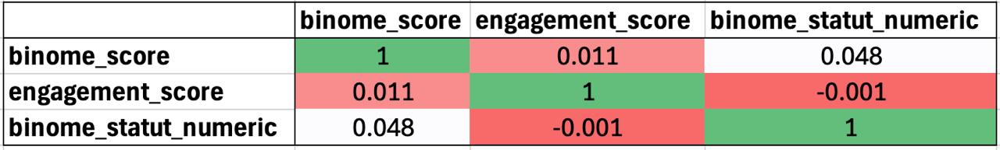 binome_score engagement_score binome_statut_numeric
binome_score 1 0.011 0.048
engagement_score 0.011 1 -0.001
binome_statut_numeric 0.048 -0.001 1